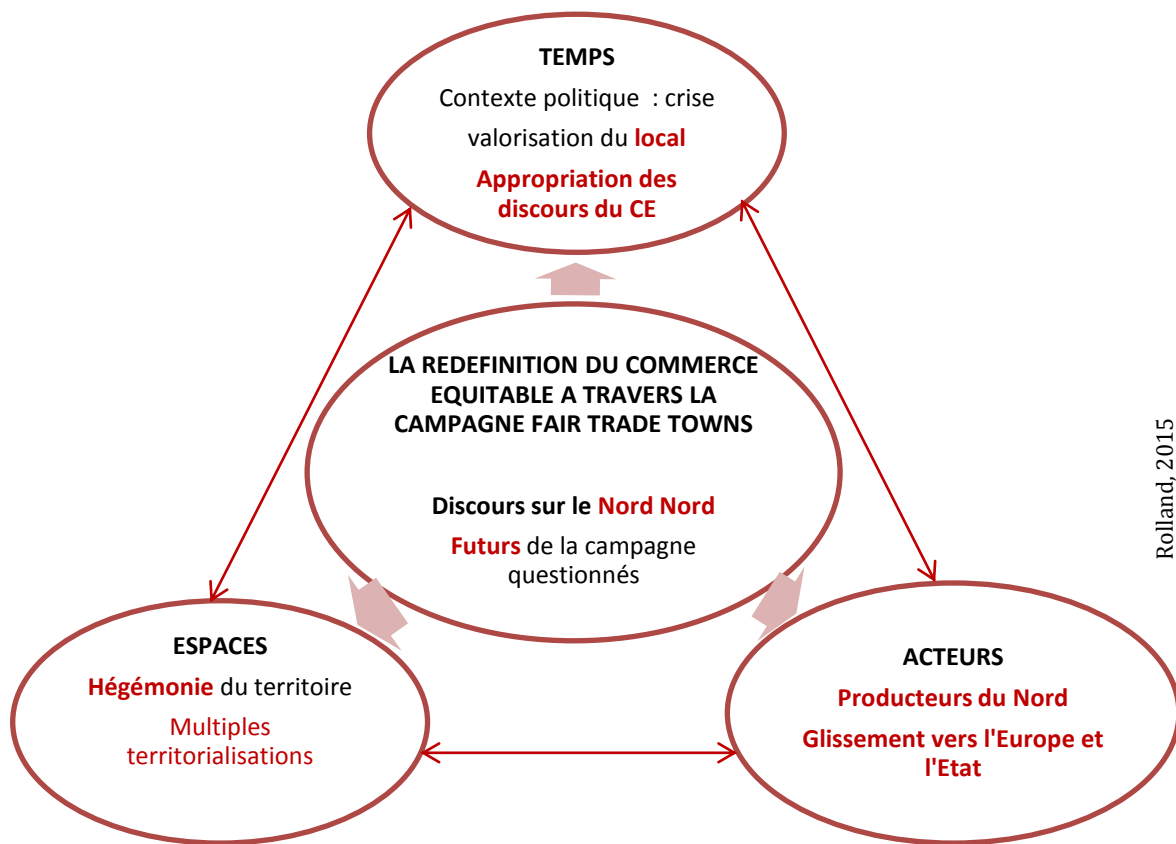 TEMPS
Contexte politique : crise
valorisation du local
Appropriation des
discours du CE
LA REDEFINITION DU COMMERCE
EQUITABLE A TRAVERS LA
CAMPAGNE FAIR TRADE TOWNS
Discours sur le Nord Nord
Futurs de la campagne
questionnés
ESPACES
Hégémonie du territoire
Multiples
territorialisations
ACTEURS
Producteurs du Nord
Glissement vers l'Europe et
l'Etat
Rolland, 2015